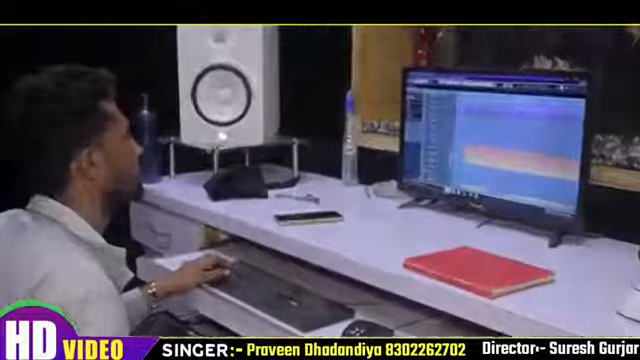 HD VIDEO
SINGER:- Praveen Dhadandiya 8302262702 Director:- Suresh Gurjar